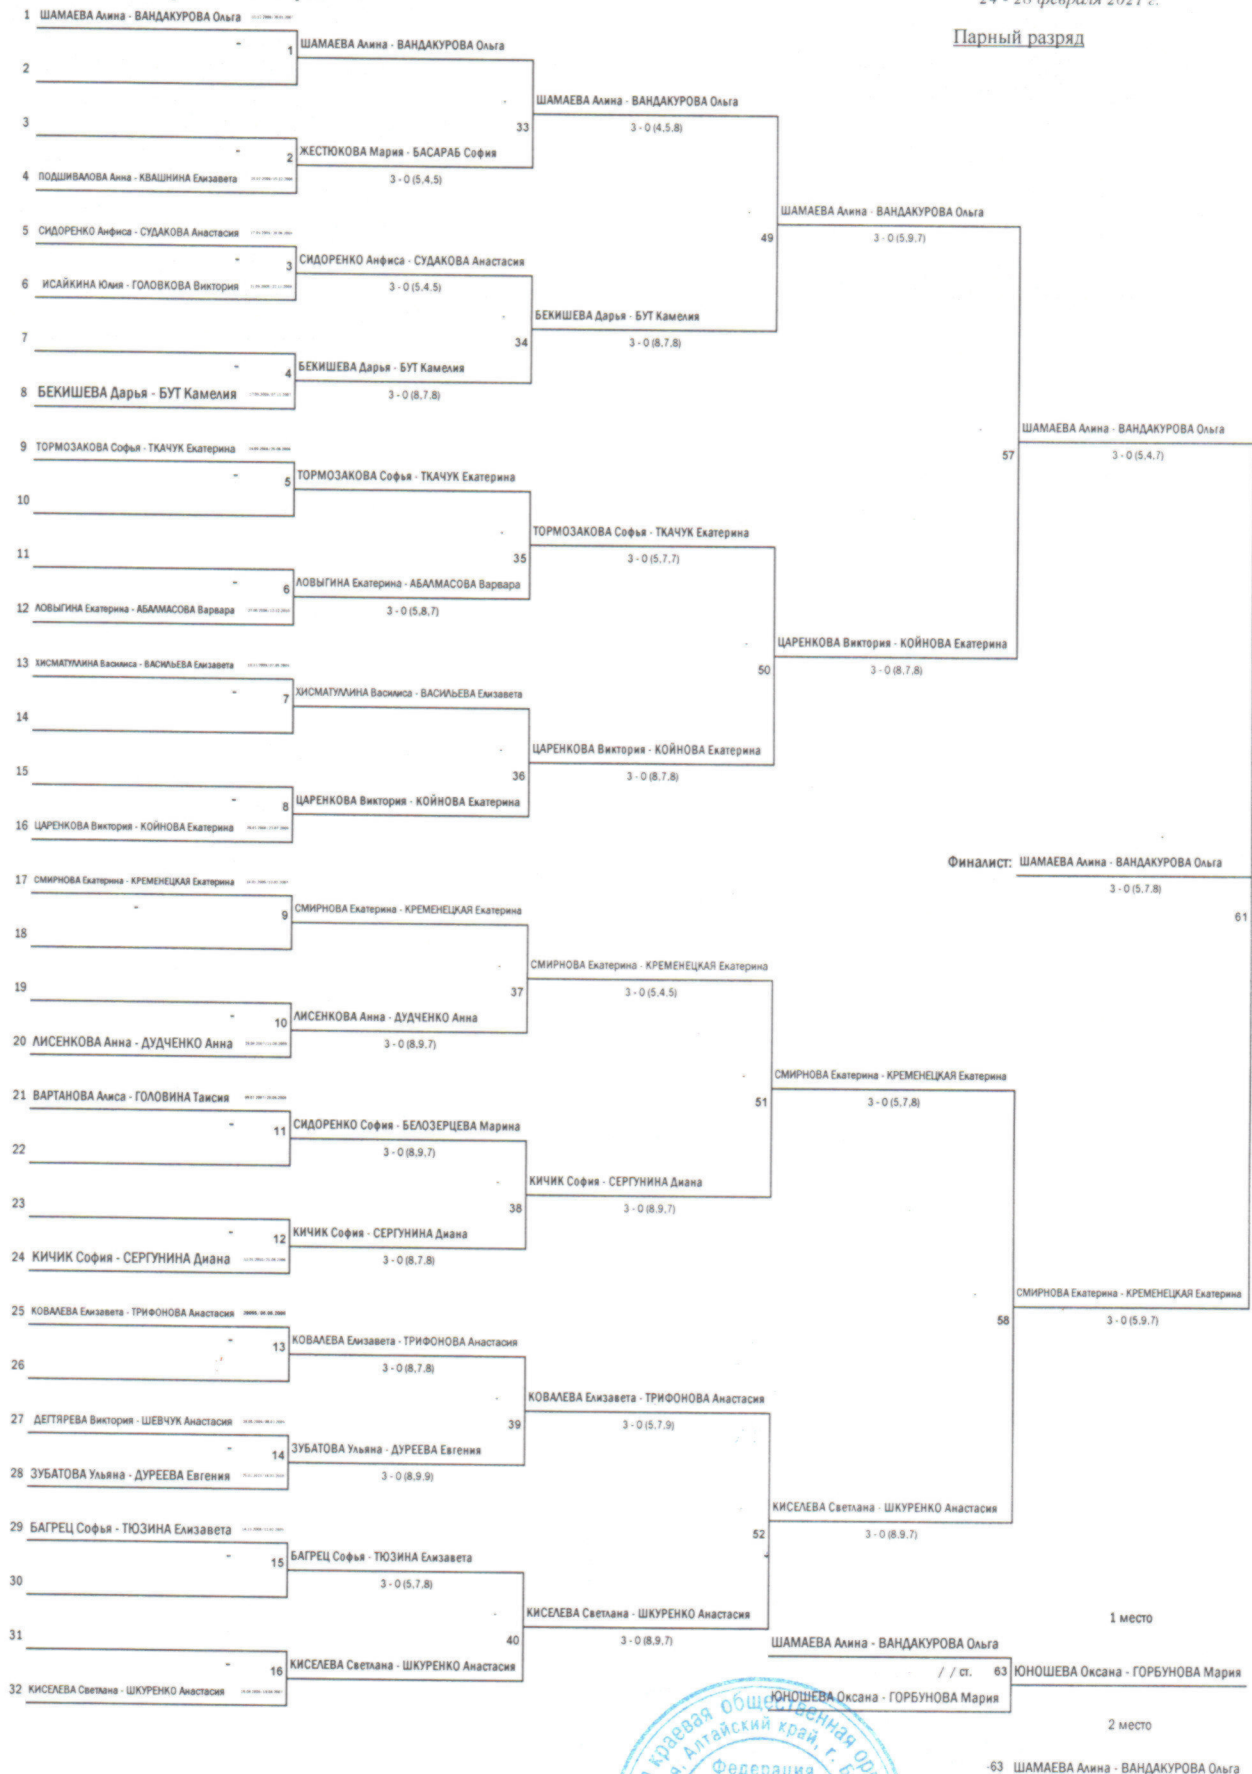 24 - 28 февраля 2021 г.
Парный разряд
1 ШАМАЕВА Алина - ВАНДАКУРОВА Ольга
- 1 ШАМАЕВА Алина - ВАНДАКУРОВА Ольга
2
ШАМАЕВА Алина - ВАНДАКУРОВА Ольга
3 33 3 - 0 (4,5,8)
- 2 ЖЕСТЮКОВА Мария - БАСАРАБ София
4 ПОДШИВАЛОВА Анна - КВАШНИНА Елизавета 3 - 0 (5,4,5)
ШАМАЕВА Алина - ВАНДАКУРОВА Ольга
5 СИДОРЕНКО Анфиса - СУДАКОВА Анастасия 49 3 - 0 (5,9,7)
- 3 СИДОРЕНКО Анфиса - СУДАКОВА Анастасия
6 ИСАЙКИНА Юлия - ГОЛОВКОВА Виктория 3 - 0 (5,4,5)
БЕКИШЕВА Дарья - БУТ Камелия
7 34 3 - 0 (8,7,8)
- 4 БЕКИШЕВА Дарья - БУТ Камелия
8 БЕКИШЕВА Дарья - БУТ Камелия 3 - 0 (8,7,8)
ШАМАЕВА Алина - ВАНДАКУРОВА Ольга
9 ТОРМОЗАКОВА Софья - ТКАЧУК Екатерина 57 3 - 0 (5,4,7)
- 5 ТОРМОЗАКОВА Софья - ТКАЧУК Екатерина
10
ТОРМОЗАКОВА Софья - ТКАЧУК Екатерина
11 35 3 - 0 (5,7,7)
- 6 ЛОВЫГИНА Екатерина - АБАЛМАСОВА Варвара
12 ЛОВЫГИНА Екатерина - АБАЛМАСОВА Варвара 3 - 0 (5,8,7)
ЦАРЕНКОВА Виктория - КОЙНОВА Екатерина
13 ХИСМАТУЛЛИНА Василиса - ВАСИЛЬЕВА Елизавета 50 3 - 0 (8,7,8)
- 7 ХИСМАТУЛЛИНА Василиса - ВАСИЛЬЕВА Елизавета
14
ЦАРЕНКОВА Виктория - КОЙНОВА Екатерина
15 36 3 - 0 (8,7,8)
- 8 ЦАРЕНКОВА Виктория - КОЙНОВА Екатерина
16 ЦАРЕНКОВА Виктория - КОЙНОВА Екатерина
Финалист: ШАМАЕВА Алина - ВАНДАКУРОВА Ольга
17 СМИРНОВА Екатерина - КРЕМЕНЕЦКАЯ Екатерина 3 - 0 (5,7,8)
- 9 СМИРНОВА Екатерина - КРЕМЕНЕЦКАЯ Екатерина 61
18
СМИРНОВА Екатерина - КРЕМЕНЕЦКАЯ Екатерина
19 37 3 - 0 (5,4,5)
- 10 ЛИСЕНКОВА Анна - ДУДЧЕНКО Анна
20 ЛИСЕНКОВА Анна - ДУДЧЕНКО Анна 3 - 0 (8,9,7)
СМИРНОВА Екатерина - КРЕМЕНЕЦКАЯ Екатерина
21 ВАРТАНОВА Алиса - ГОЛОВИНА Таисия 51 3 - 0 (5,7,8)
- 11 СИДОРЕНКО София - БЕЛОЗЕРЦЕВА Марина
22 3 - 0 (8,9,7)
КИЧИК София - СЕРГУНИНА Диана
23 38 3 - 0 (8,9,7)
- 12 КИЧИК София - СЕРГУНИНА Диана
24 КИЧИК София - СЕРГУНИНА Диана 3 - 0 (8,7,8)
СМИРНОВА Екатерина - КРЕМЕНЕЦКАЯ Екатерина
25 КОВАЛЕВА Елизавета - ТРИФОНОВА Анастасия 58 3 - 0 (5,9,7)
- 13 КОВАЛЕВА Елизавета - ТРИФОНОВА Анастасия
26 3 - 0 (8,7,8)
КОВАЛЕВА Елизавета - ТРИФОНОВА Анастасия
27 ДЕГТЯРЕВА Виктория - ШЕВЧУК Анастасия 39 3 - 0 (5,7,9)
- 14 ЗУБАТОВА Ульяна - ДУРЕЕВА Евгения
28 ЗУБАТОВА Ульяна - ДУРЕЕВА Евгения 3 - 0 (8,9,9)
КИСЕЛЕВА Светлана - ШКУРЕНКО Анастасия
29 БАГРЕЦ Софья - ТЮЗИНА Елизавета 52 3 - 0 (8,9,7)
- 15 БАГРЕЦ Софья - ТЮЗИНА Елизавета
30 3 - 0 (5,7,8)
КИСЕЛЕВА Светлана - ШКУРЕНКО Анастасия 1 место
31 40 3 - 0 (8,9,7) ШАМАЕВА Алина - ВАНДАКУРОВА Ольга
- 16 КИСЕЛЕВА Светлана - ШКУРЕНКО Анастасия / / ст. 63 ЮНОШЕВА Оксана - ГОРБУНОВА Мария
32 КИСЕЛЕВА Светлана - ШКУРЕНКО Анастасия ЮНОШЕВА Оксана - ГОРБУНОВА Мария
2 место
-63 ШАМАЕВА Алина - ВАНДАКУРОВА Ольга
краевая общественная
Алтайский край, г.
Федерация